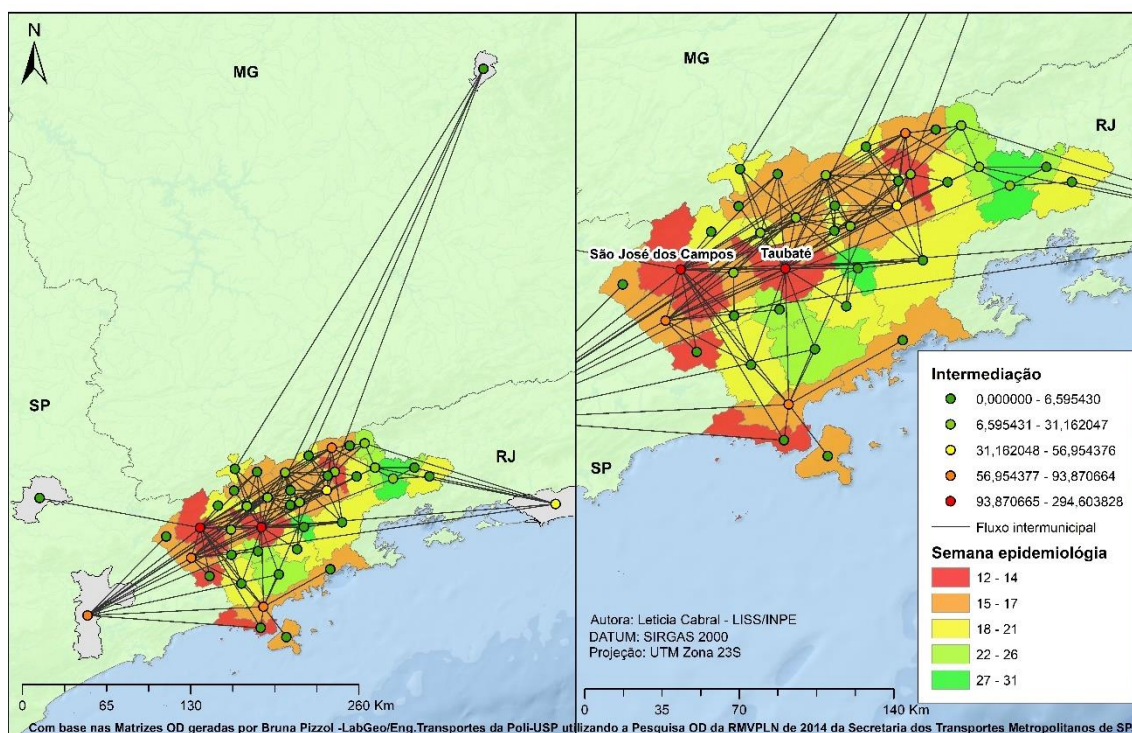 N
MG
SP
RJ
0
65
130
260 Km
MG
RJ
São José dos Campos
Taubaté
SP
Autora: Leticia Cabral - LISS/INPE
DATUM: SIRGAS 2000
Projeção: UTM Zona 23S
0
35
70
140 Km
Intermediação
0,000000 - 6,595430
6,595431 - 31,162047
31,162048 - 56,954376
56,954377 - 93,870664
93,870665 - 294,603828
Fluxo intermunicipal
Semana epidemiológia
12 - 14
15 - 17
18 - 21
22 - 26
27 - 31
Com base nas Matrizes OD geradas por Bruna Pizzol -LabGeo/Eng.Transportes da Poli-USP utilizando a Pesquisa OD da RMVPLN de 2014 da Secretaria dos Transportes Metropolitanos de SP